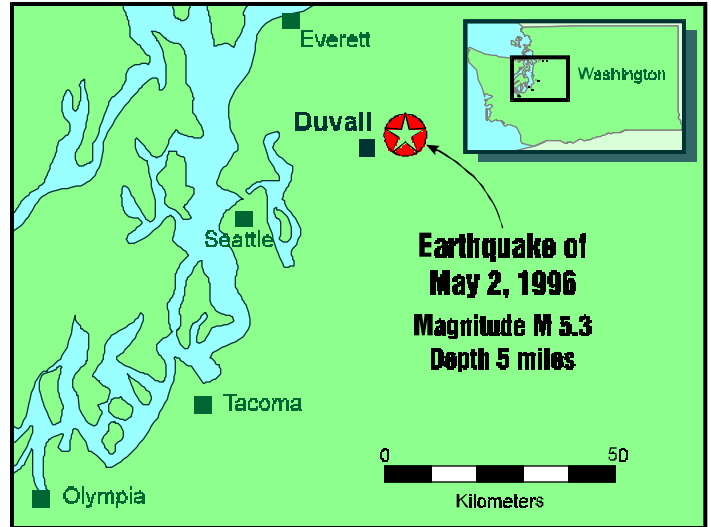 Everett
Washington
Duvall
Seattle
Earthquake of
May 2, 1996
Magnitude M 5.3
Depth 5 miles
Tacoma
0 50
Kilometers
Olympia